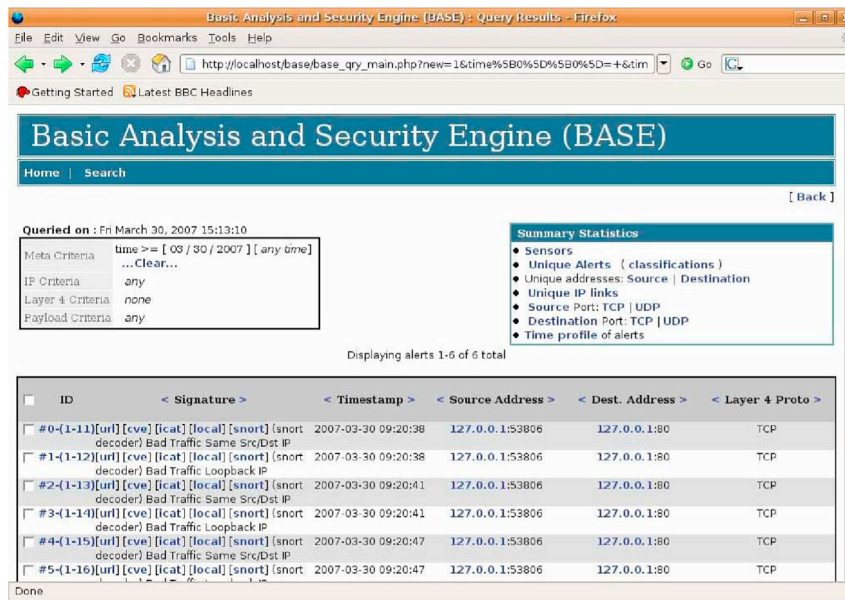 Basic Analysis and Security Engine (BASE) : Query Results - Firefox
File Edit View Go Bookmarks Tools Help
http://localhost/base/base_qry_main.php?new=1&time%5B0%5D%5B0%5D=+&tim Go
Getting Started Latest BBC Headlines
Basic Analysis and Security Engine (BASE)
Home | Search
[ Back ]
Queried on : Fri March 30, 2007 15:13:10
Meta Criteria time >= [ 03 / 30 / 2007 ] [ any time]
...Clear...
IP Criteria any
Layer 4 Criteria none
Payload Criteria any
Summary Statistics
Sensors
Unique Alerts ( classifications )
Unique addresses: Source | Destination
Unique IP links
Source Port: TCP | UDP
Destination Port: TCP | UDP
Time profile of alerts
Displaying alerts 1-6 of 6 total
ID < Signature > < Timestamp > < Source Address > < Dest. Address > < Layer 4 Proto >
#0-(1-11) [url] [cve] [icat] [local] [snort] (snort 2007-03-30 09:20:38 127.0.0.1:53806 127.0.0.1:80 TCP
decoder) Bad Traffic Same Src/Dst IP
#1-(1-12) [url] [cve] [icat] [local] [snort] (snort 2007-03-30 09:20:38 127.0.0.1:53806 127.0.0.1:80 TCP
decoder) Bad Traffic Loopback IP
#2-(1-13) [url] [cve] [icat] [local] [snort] (snort 2007-03-30 09:20:41 127.0.0.1:53806 127.0.0.1:80 TCP
decoder) Bad Traffic Same Src/Dst IP
#3-(1-14) [url] [cve] [icat] [local] [snort] (snort 2007-03-30 09:20:41 127.0.0.1:53806 127.0.0.1:80 TCP
decoder) Bad Traffic Loopback IP
#4-(1-15) [url] [cve] [icat] [local] [snort] (snort 2007-03-30 09:20:47 127.0.0.1:53806 127.0.0.1:80 TCP
decoder) Bad Traffic Same Src/Dst IP
#5-(1-16) [url] [cve] [icat] [local] [snort] (snort 2007-03-30 09:20:47 127.0.0.1:53806 127.0.0.1:80 TCP
Done